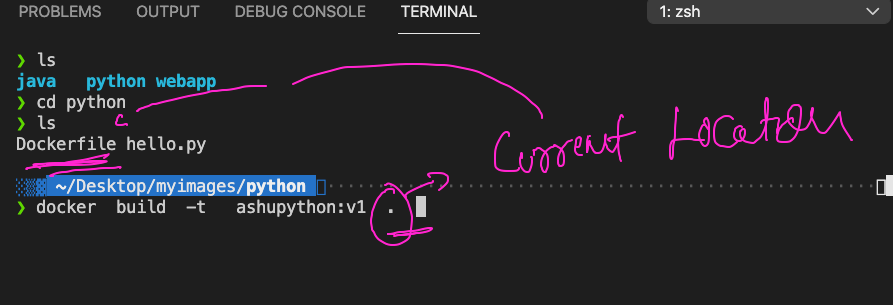 PROBLEMS OUTPUT DEBUG CONSOLE TERMINAL 1: zsh
❯ ls
java python webapp
❯ cd python
❯ ls
Dockerfile hello.py
Current Location
~/Desktop/myimages/python
❯ docker build -t ashupython:v1 .